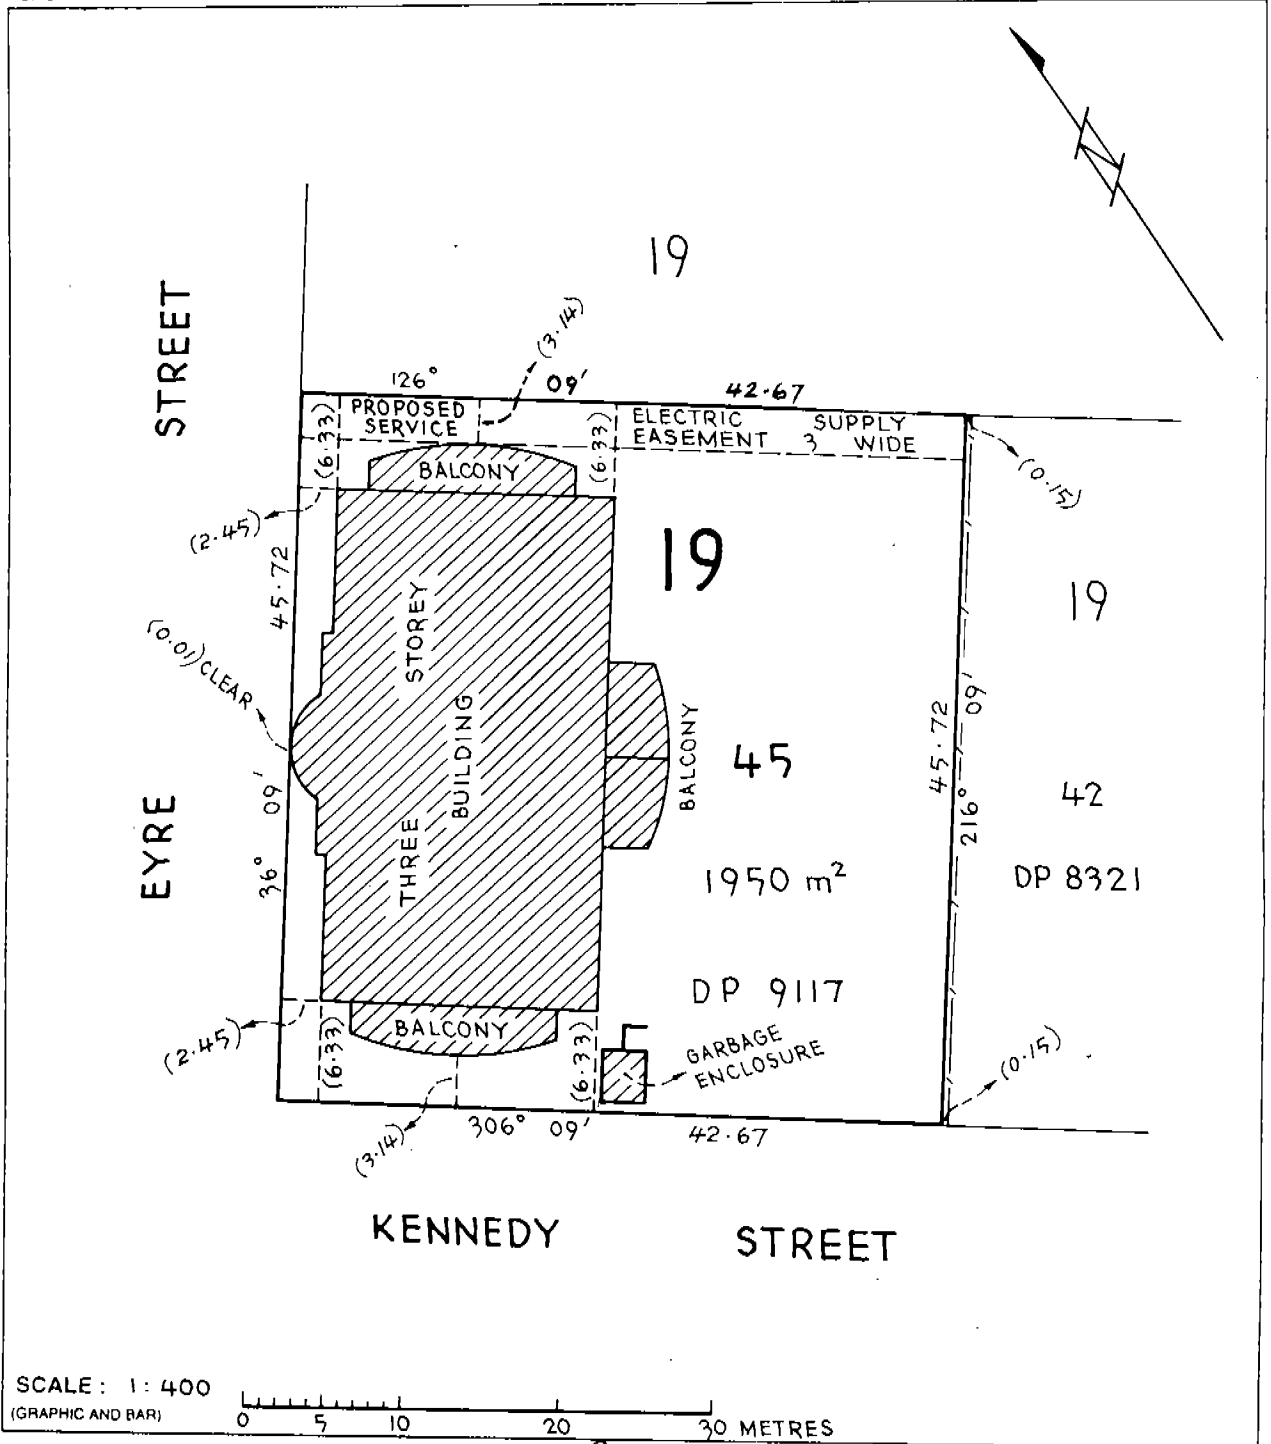 N
STREET
19
(3.14)
126° 09' 42.67
(6.33)
PROPOSED
SERVICE
(6.33)
ELECTRIC SUPPLY
EASEMENT 3 WIDE
BALCONY
(0.15)
(2.45)
45.72
19
STOREY
19
(0.01) CLEAR
BUILDING
BALCONY
45
45.72
09'
09'
EYRE
42
216°
THREE
36°
1950 m²
DP 8321
DP 9117
BALCONY
(2.45)
(6.33)
(6.33)
GARBAGE
ENCLOSURE
(0.15)
306° 09' 42.67
(3.14)
KENNEDY STREET
SCALE: 1:400
(GRAPHIC AND BAR)
0 5 10 20 30 METRES